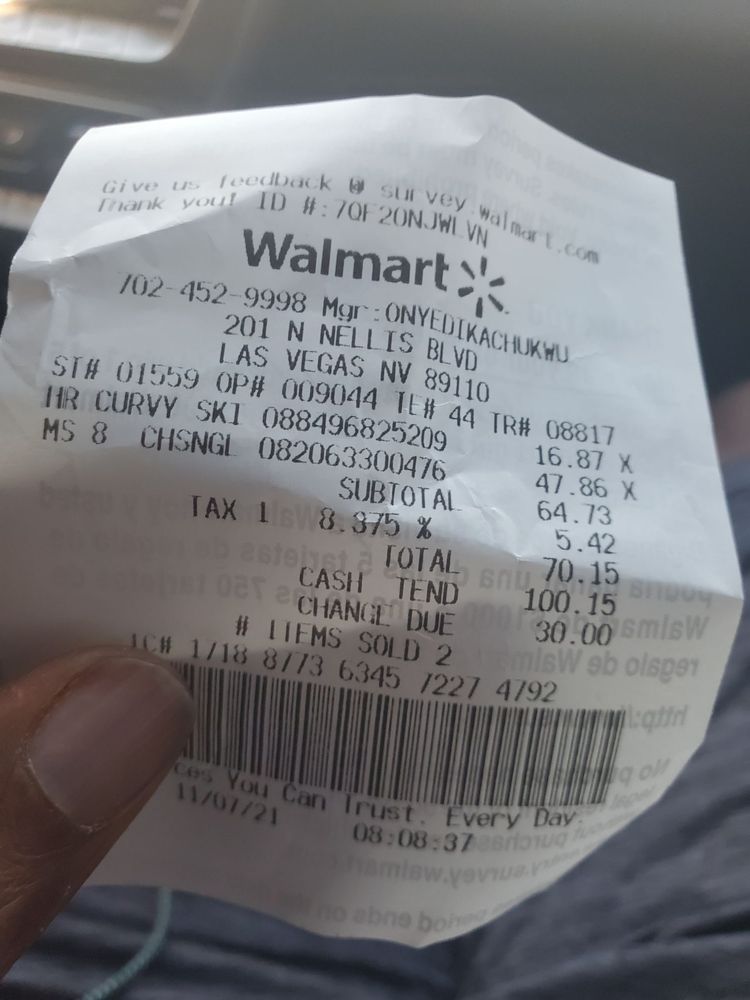 Give us feedback @ survey.walmart.com
Thank you! ID #:7QF20NJWLVN
Walmart
702-452-9998 Mgr:ONYEDIKACHUKWU
201 N NELLIS BLVD
LAS VEGAS NV 89110
ST# 01559 OP# 009044 TE# 44 TR# 08817
HR CURVY SKI 088496825209 16.87 X
MS 8 CHSNGL 082063300476 47.86 X
SUBTOTAL 64.73
TAX 1 8.375 % 5.42
TOTAL 70.15
CASH TEND 100.15
CHANGE DUE 30.00
# ITEMS SOLD 2
TC# 1718 8773 6345 7227 4792
You Can Trust. Every Day.
11/07/21 08:08:37